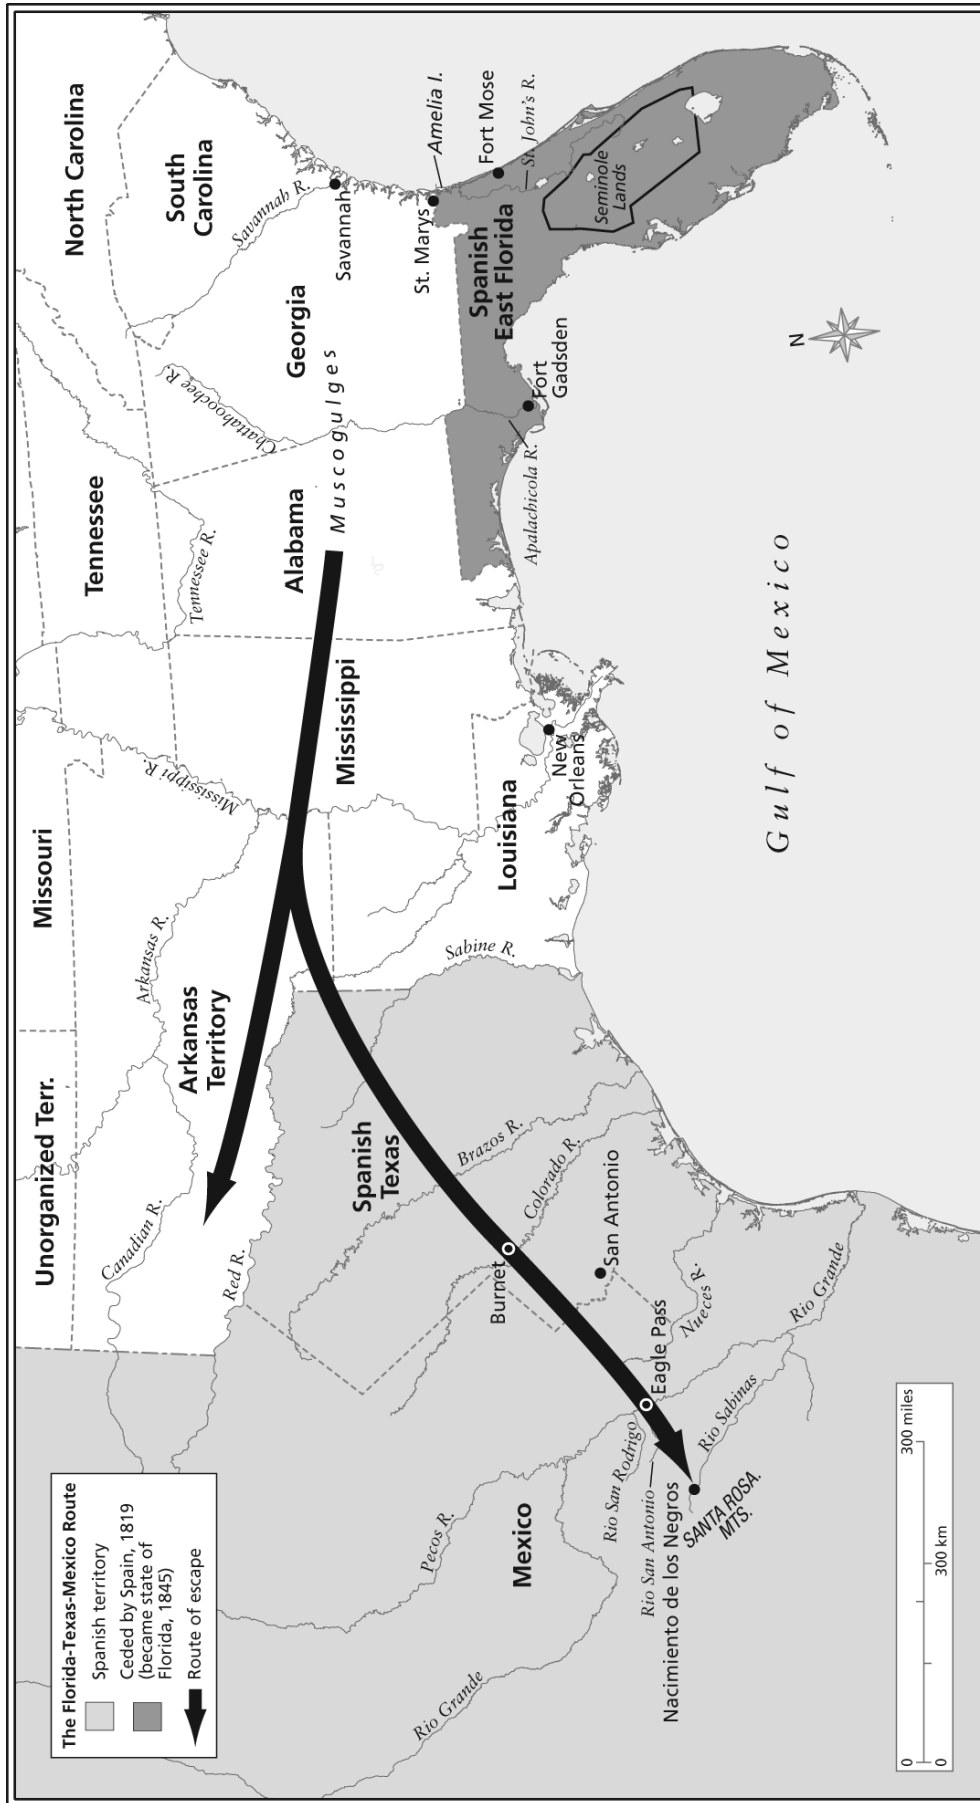 The Florida-Texas-Mexico Route
Spanish territory
Ceded by Spain, 1819
(became state of
Florida, 1845)
Route of escape
Unorganized Terr.
Missouri
Tennessee
North Carolina
South
Carolina
Canadian R.
Arkansas R.
Mississippi R.
Tennessee R.
Chattahoochee R.
Savannah R.
Arkansas
Territory
Red R.
Alabama
Georgia
Muscogulges
Savannah
Mississippi
Spanish
Texas
Sabine R.
Louisiana
New
Orleans
St. Marys
Amelia I.
Spanish
East Florida
Fort Mose
St. John's R.
Seminole
Lands
Apalachicola R.
Fort
Gadsden
Pecos R.
Rio Grande
Mexico
Brazos R.
Colorado R.
Burnet
San Antonio
Eagle Pass
Nueces R.
Rio Grande
Rio San Rodrigo
Rio San Antonio
Nacimiento de los Negros
Rio Sabinas
SANTA ROSA.
MTS.
Gulf of Mexico
N
0
300 miles
0
300 km